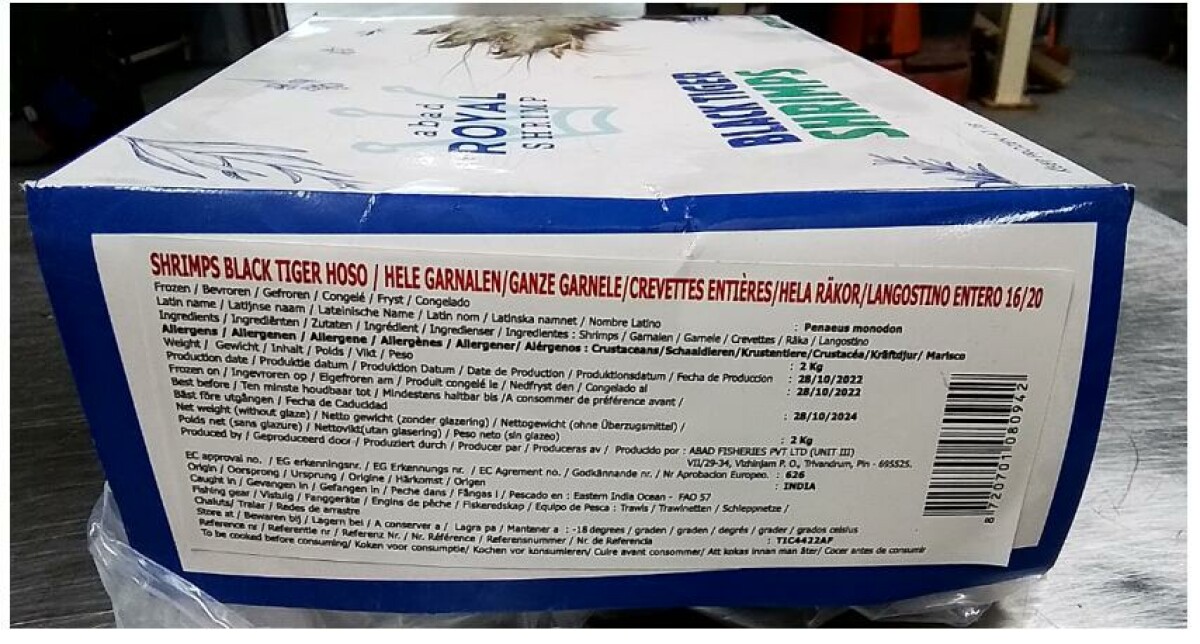 abad
ROYAL
SHRIMP
BLACK TIGER
SHRIMPS
SHRIMPS BLACK TIGER HOSO / HELE GARNALEN/GANZE GARNELE/CREVETTES ENTIÈRES/HELA RÄKOR/LANGOSTINO ENTERO 16/20
Frozen / Bevroren / Gefroren / Congelé / Fryst / Congelado
Latin name / Latijnse naam / Lateinische Name / Latin nom / Latinska namnet / Nombre Latino : Penaeus monodon
Ingredients / Ingrediënten / Zutaten / Ingrédient / Ingredienser / Ingredientes : Shrimps / Garnalen / Garnele / Crevettes / Räka / Langostino
Allergens / Allergenen / Allergene / Allergènes / Allergener/ Alérgenos : Crustaceans/Schaaldieren/Krustentiere/Crustacéa/Kräftdjur/ Marisco
Weight / Gewicht / Inhalt / Poids / Vikt / Peso : 2 Kg
Production date / Produktie datum / Produktion Datum / Date de Production / Produktionsdatum / Fecha de Produccion : 28/10/2022
Frozen on / Ingevroren op / Eigefroren am / Produit congelé le / Nedfryst den / Congelado al : 28/10/2022
Best before / Ten minste houdbaar tot / Mindestens haltbar bis /A consommer de préférence avant /
Bäst före utgången / Fecha de Caducidad : 28/10/2024
Net weight (without glaze) / Netto gewicht (zonder glazering) / Nettogewicht (ohne Überzugsmittel) /
Poids net (sans glazure) / Nettovikt(utan glasering) / Peso neto (sin glazeo) : 2 Kg
Produced by / Geproduceerd door / Produziert durch / Producer par / Produceras av / Producido por : ABAD FISHERIES PVT LTD (UNIT III)
VII/29-34, Vizhinjam P. O., Trivandrum, Pin - 695525.
EC approval no. / EG erkenningsnr. / EG Erkennungs nr. / EC Agrement no. / Godkännande nr. / Nr Aprobacion Europeo. : 626
Origin / Oorsprong / Ursprung / Origine / Härkomst / Origen : INDIA
Caught in / Gevangen in / Gefangen in / Peche dans / Fångas i / Pescado en : Eastern India Ocean - FAO 57
Fishing gear / Vistuig / Fanggeräte / Engins de pêche / Fiskeredskap / Equipo de Pesca : Trawls / Trawlnetten / Schleppnetze /
Chaluts/ Tralar / Redes de arrastre
Store at / Bewaren bij / Lagern bei / A conserver a / Lagra pa / Mantener a : -18 degrees / graden / graden / degrés / grader / grados celsius
Reference nr / Referentie nr / Referenz Nr. / Nr. Référence / Referensnummer / Nr. de Referencia : TIC4422AF
To be cooked before consuming/ Koken voor consumptie/ Kochen vor konsumieren/ Cuire avant consommer/ Att kokas innan man äter/ Cocer antes de consumir
8 720701 080942